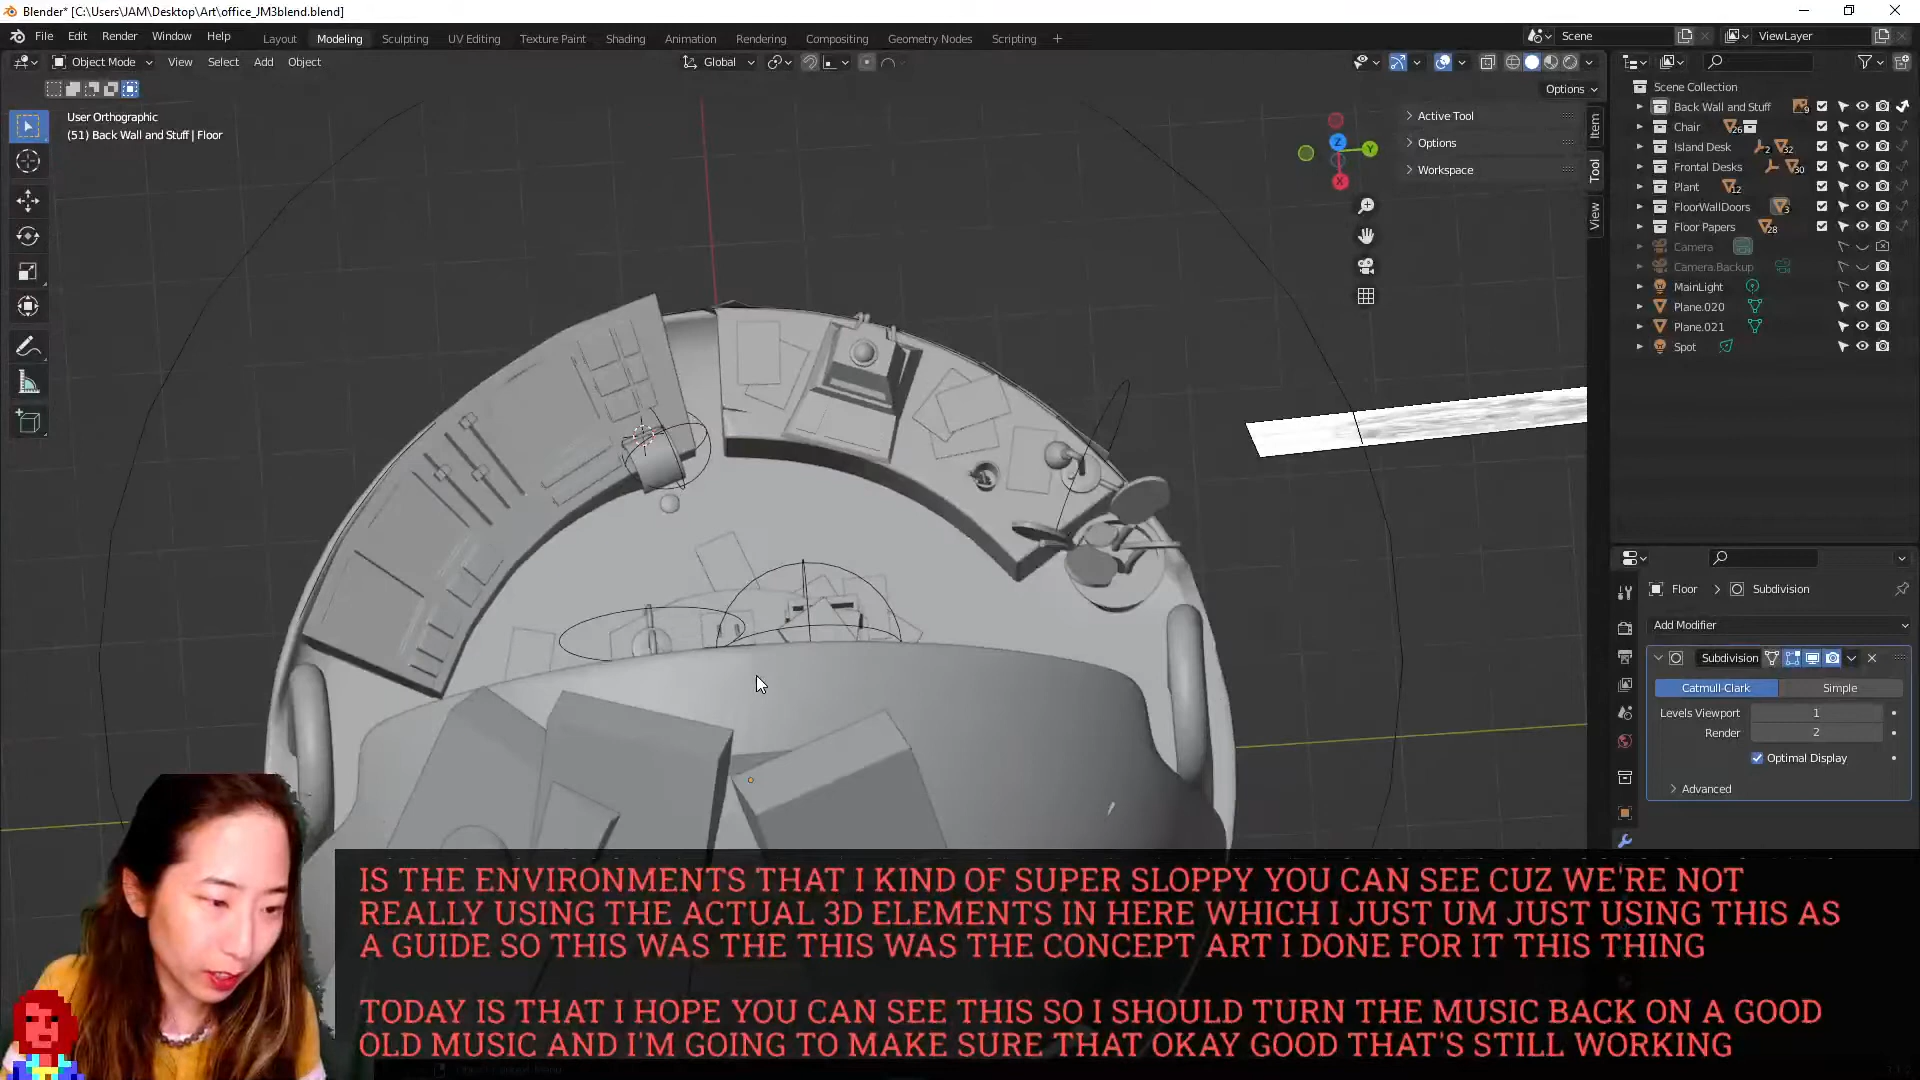 Blender* [C:\Users\JAM\Desktop\Art\office_JM3blend.blend]
File Edit Render Window Help
Layout Modeling Sculpting UV Editing Texture Paint Shading Animation Rendering Compositing Geometry Nodes Scripting +
Scene
ViewLayer
Object Mode View Select Add Object
Global
Options
User Orthographic
(51) Back Wall and Stuff | Floor
Z
Y
X
Active Tool
Options
Workspace
Item
Tool
View
Scene Collection
Back Wall and Stuff 9
Chair 26
Island Desk 2 32
Frontal Desks 30
Plant 12
FloorWallDoors 3
Floor Papers 28
Camera
Camera.Backup
MainLight
Plane.020
Plane.021
Spot
Floor > Subdivision
Add Modifier
Subdivision
Catmull-Clark Simple
Levels Viewport 1
Render 2
Optimal Display
Advanced
IS THE ENVIRONMENTS THAT I KIND OF SUPER SLOPPY YOU CAN SEE CUZ WE'RE NOT
REALLY USING THE ACTUAL 3D ELEMENTS IN HERE WHICH I JUST UM JUST USING THIS AS
A GUIDE SO THIS WAS THE THIS WAS THE CONCEPT ART I DONE FOR IT THIS THING
TODAY IS THAT I HOPE YOU CAN SEE THIS SO I SHOULD TURN THE MUSIC BACK ON A GOOD
OLD MUSIC AND I'M GOING TO MAKE SURE THAT OKAY GOOD THAT'S STILL WORKING